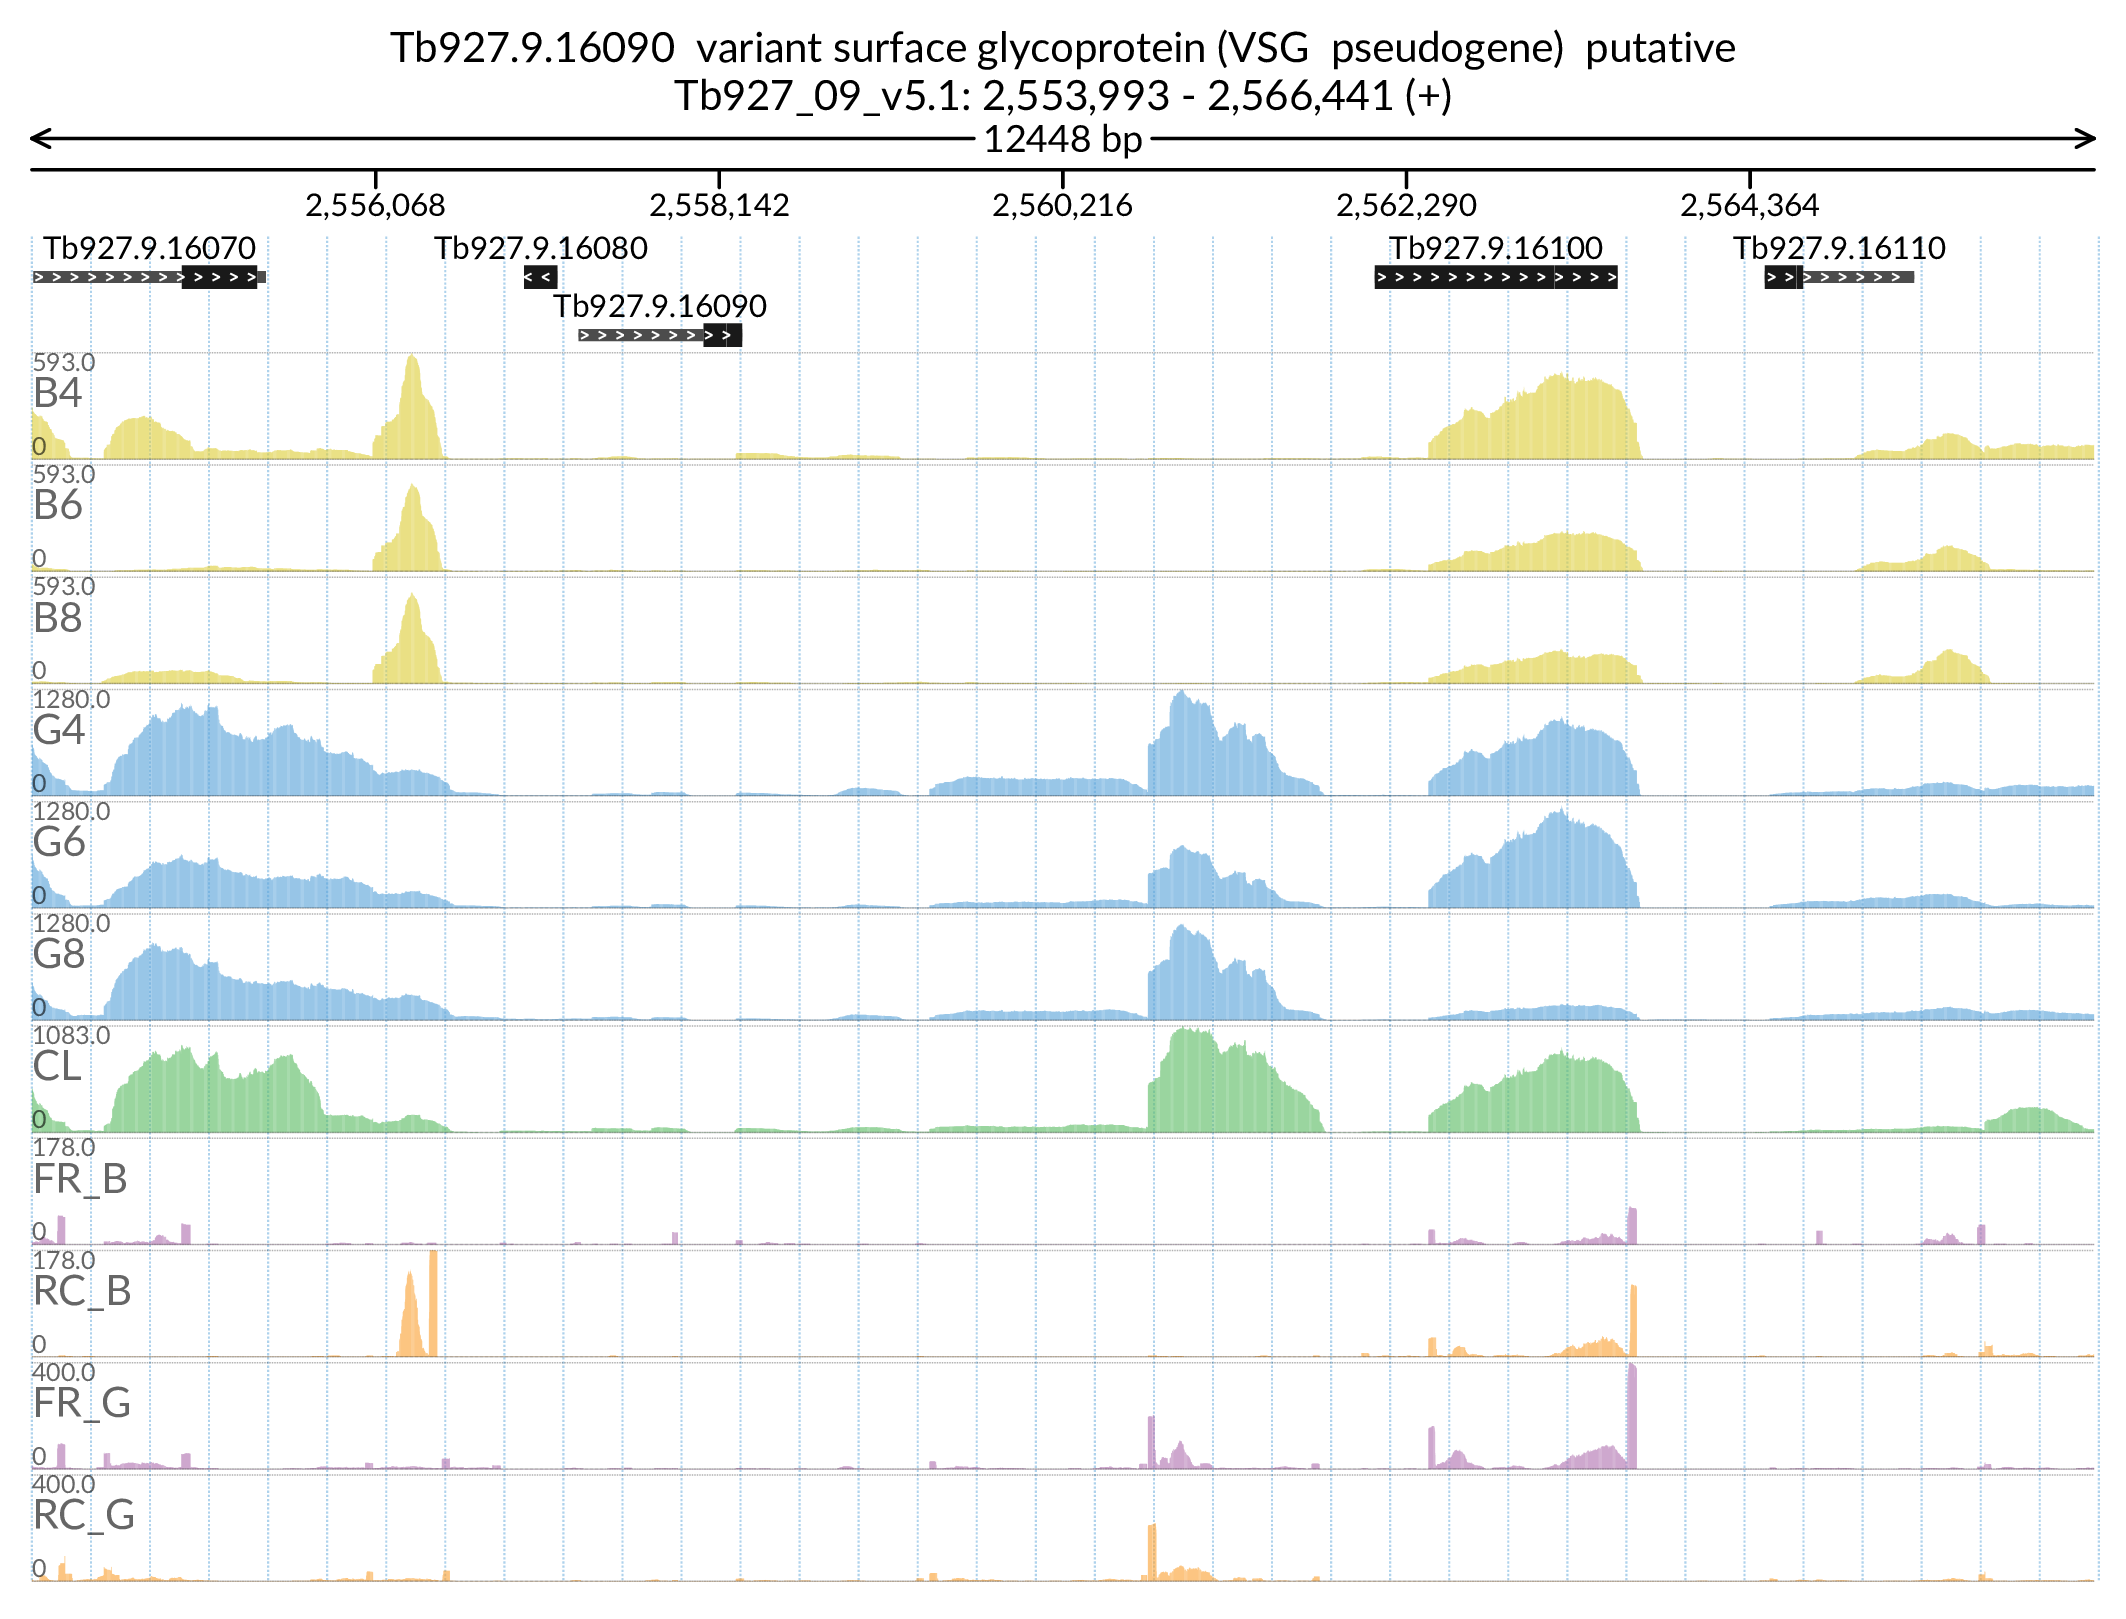 Tb927.9.16090 variant surface glycoprotein (VSG pseudogene) putative
Tb927_09_v5.1: 2,553,993 - 2,566,441 (+)
12448 bp
2,556,068 2,558,142 2,560,216 2,562,290 2,564,364
Tb927.9.16070 Tb927.9.16080 Tb927.9.16100 Tb927.9.16110
Tb927.9.16090
593.0
B4
0
593.0
B6
0
593.0
B8
0
1280.0
G4
0
1280.0
G6
0
1280.0
G8
0
1083.0
CL
0
178.0
FR_B
0
178.0
RC_B
0
400.0
FR_G
0
400.0
RC_G
0